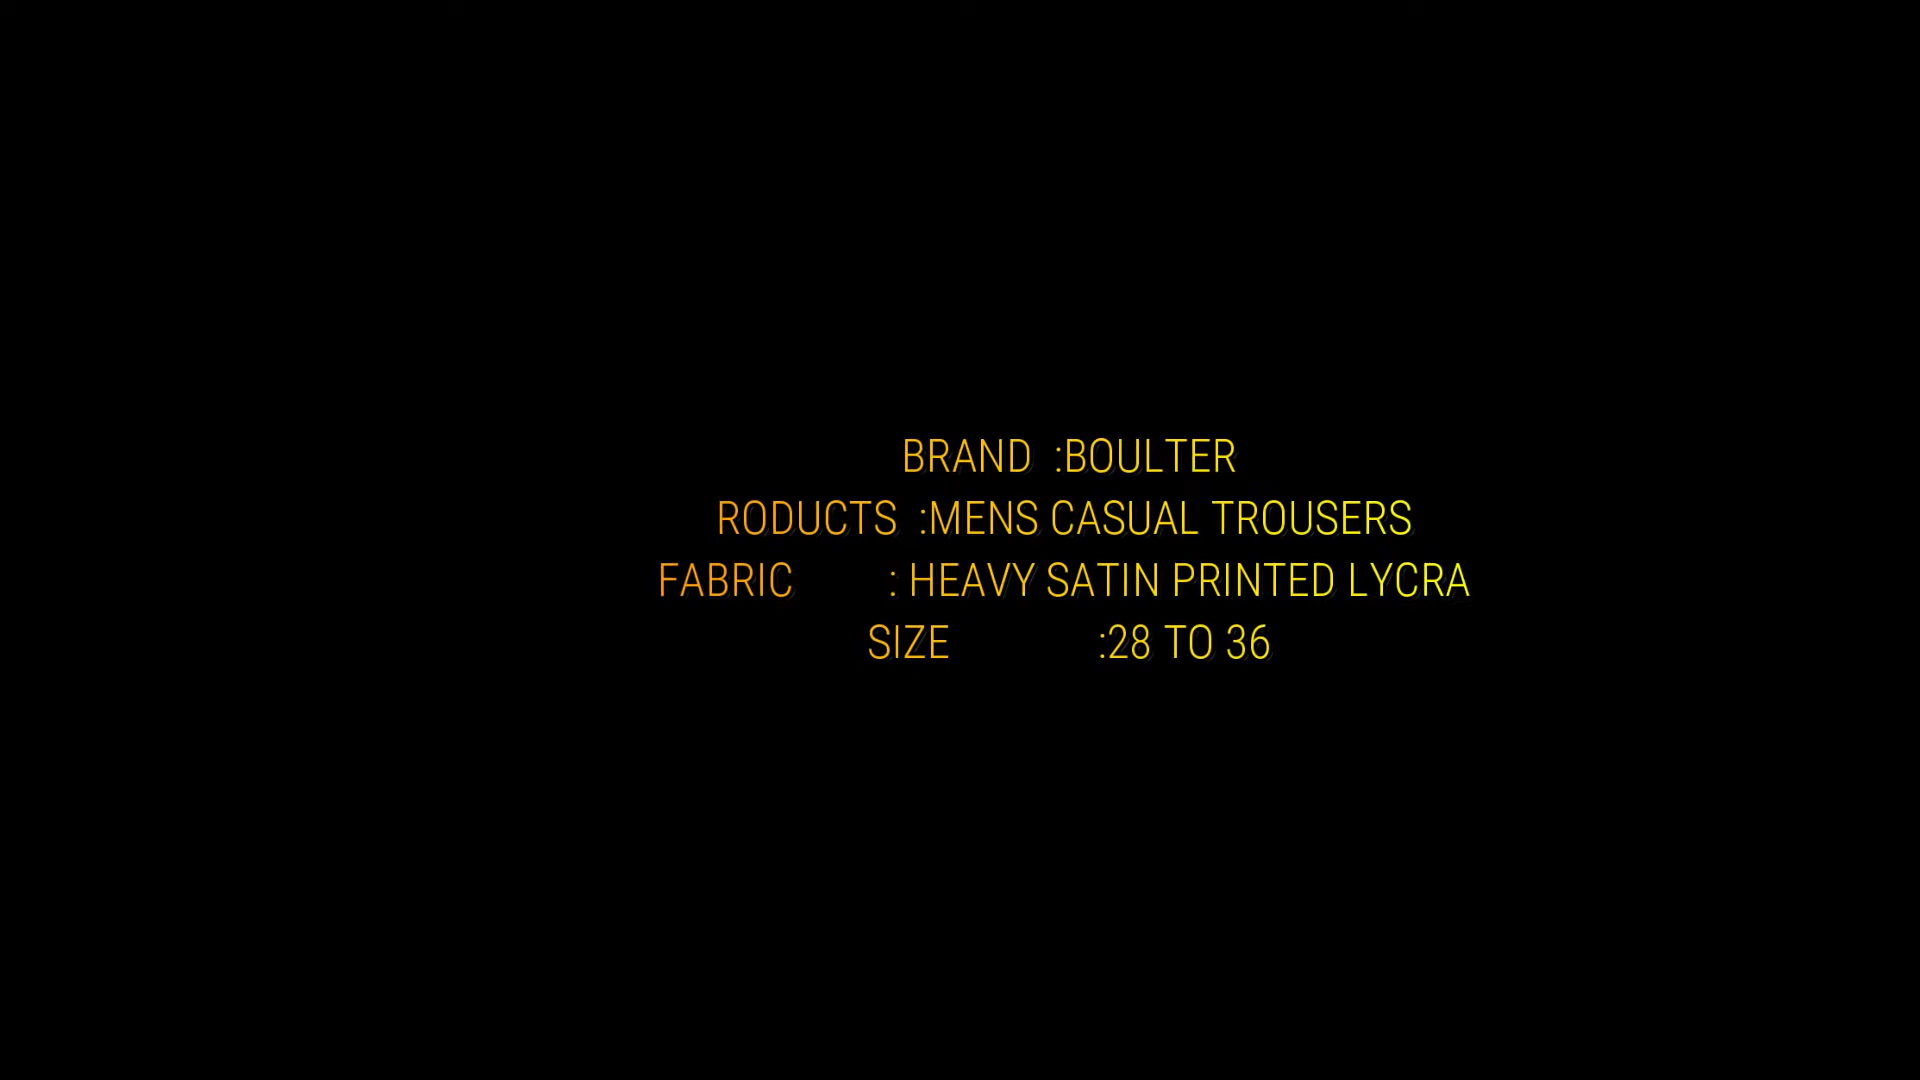 BRAND :BOULTER
RODUCTS :MENS CASUAL TROUSERS
FABRIC : HEAVY SATIN PRINTED LYCRA
SIZE :28 TO 36